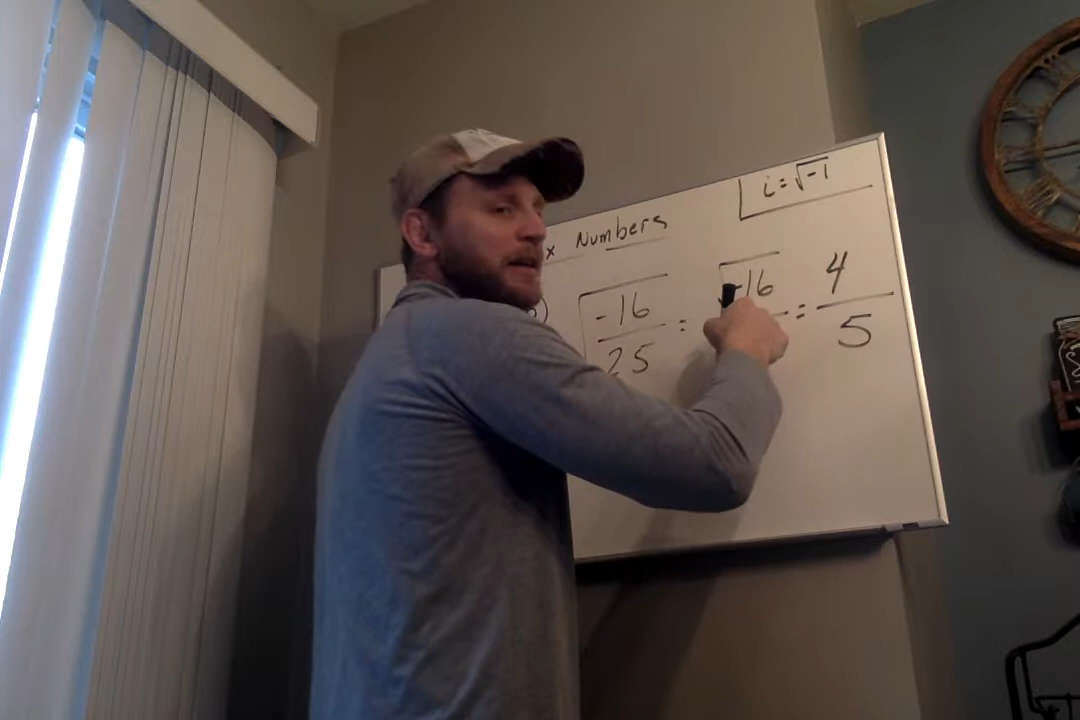 i = √-1
x Numbers
) √-16/25 = √-16 = 4/5